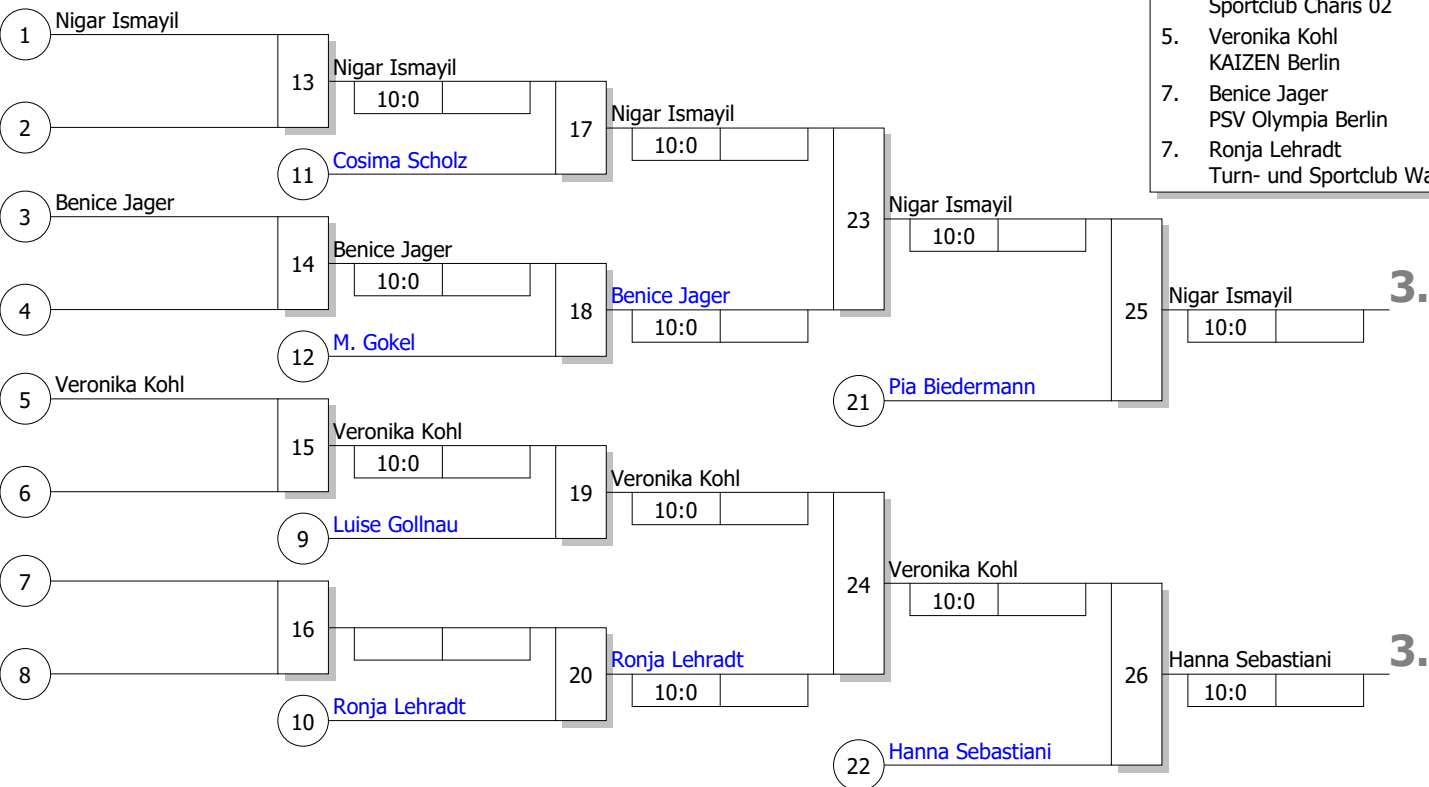 Sportclub Charis 02
5. Veronika Kohl
KAIZEN Berlin
7. Benice Jager
PSV Olympia Berlin
7. Ronja Lehradt
Turn- und Sportclub
1 Nigar Ismayil
13 Nigar Ismayil
10:0
2
17 Nigar Ismayil
10:0
11 Cosima Scholz
3 Benice Jager
23 Nigar Ismayil
10:0
14 Benice Jager
10:0
4
18 Benice Jager
10:0
25 Nigar Ismayil 3.
10:0
12 M. Gokel
5 Veronika Kohl
21 Pia Biedermann
15 Veronika Kohl
10:0
6
19 Veronika Kohl
10:0
9 Luise Gollnau
7
24 Veronika Kohl
10:0
16
8
20 Ronja Lehradt
10:0
26 Hanna Sebastiani 3.
10:0
10 Ronja Lehradt
22 Hanna Sebastiani